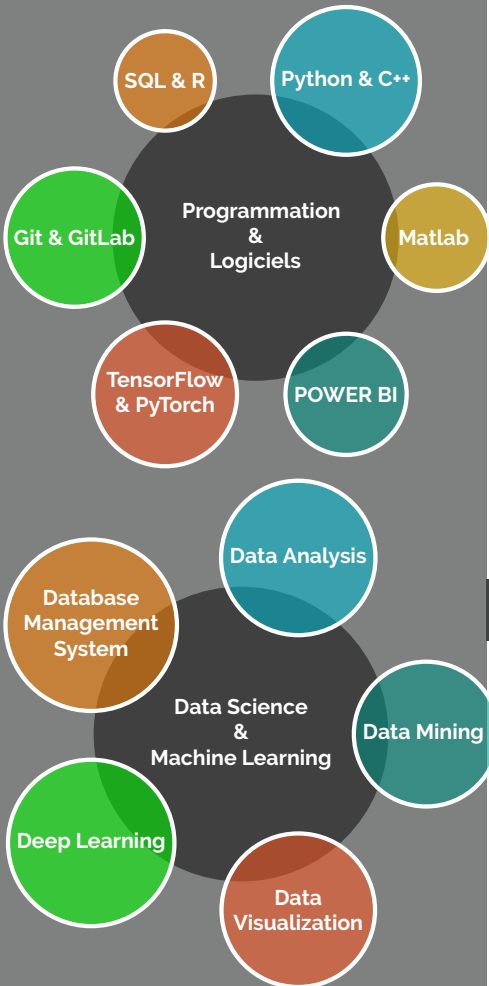 SQL & R
Python & C++
Programmation
&
Logiciels
Git & GitLab
Matlab
TensorFlow
& PyTorch
POWER BI
Data Analysis
Database
Management
System
Data Science
&
Machine Learning
Data Mining
Deep Learning
Data
Visualization